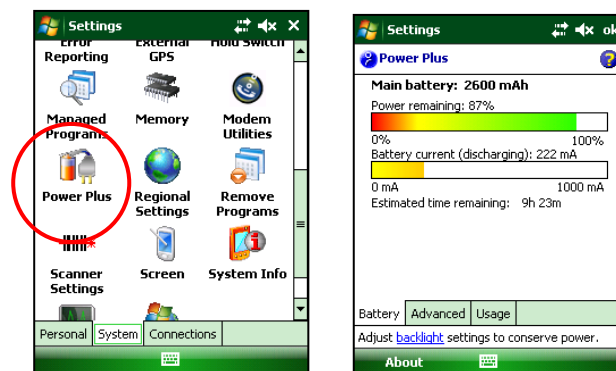 Settings
Error External Hold Switch
Reporting GPS
Managed Memory Modem
Programs Utilities
Power Plus Regional Remove
Settings Programs
Scanner Screen System Info
Settings
Personal System Connections
Settings ok
Power Plus
Main battery: 2600 mAh
Power remaining: 87%
0% 100%
Battery current (discharging): 222 mA
0 mA 1000 mA
Estimated time remaining: 9h 23m
Battery Advanced Usage
Adjust backlight settings to conserve power.
About